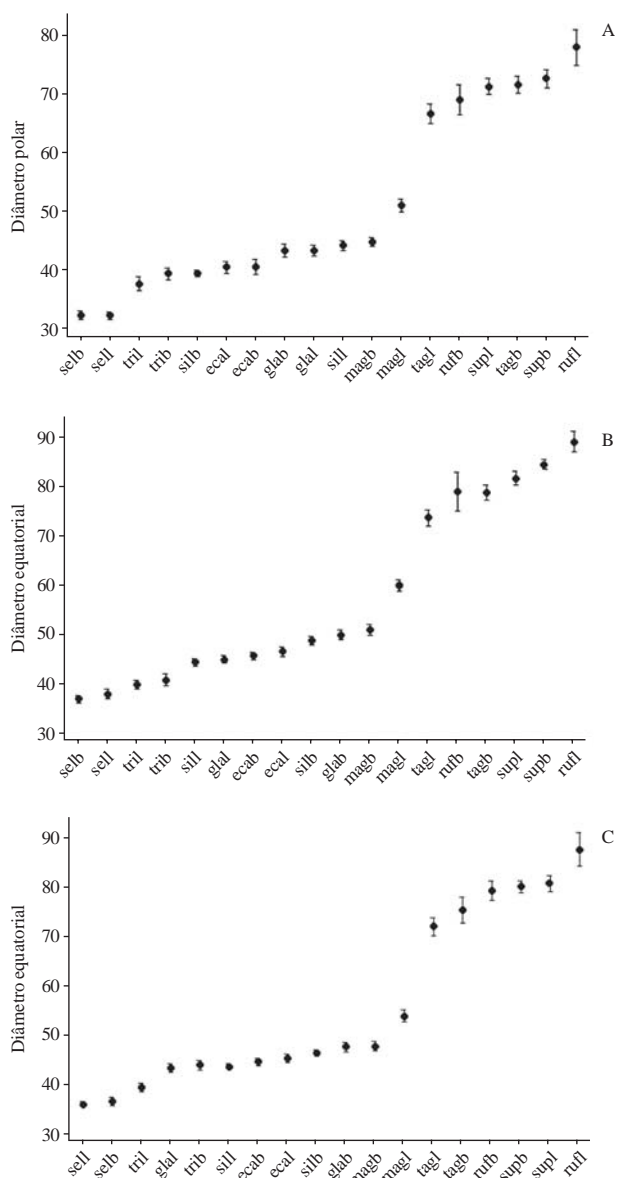 A
Diâmetro polar
80
70
60
50
40
30
selb sell tril trib silb ecal ecab glab glal sill magb magl tagl rufb supl tagb supb rufl
B
Diâmetro equatorial
90
80
70
60
50
40
30
selb sell tril trib sill glal ecab ecal silb glab magb magl tagl rufb tagb supl supb rufl
C
Diâmetro equatorial
90
80
70
60
50
40
30
sell selb tril glal trib sill ecab ecal silb glab magb magl tagl tagb rufb supb supl rufl